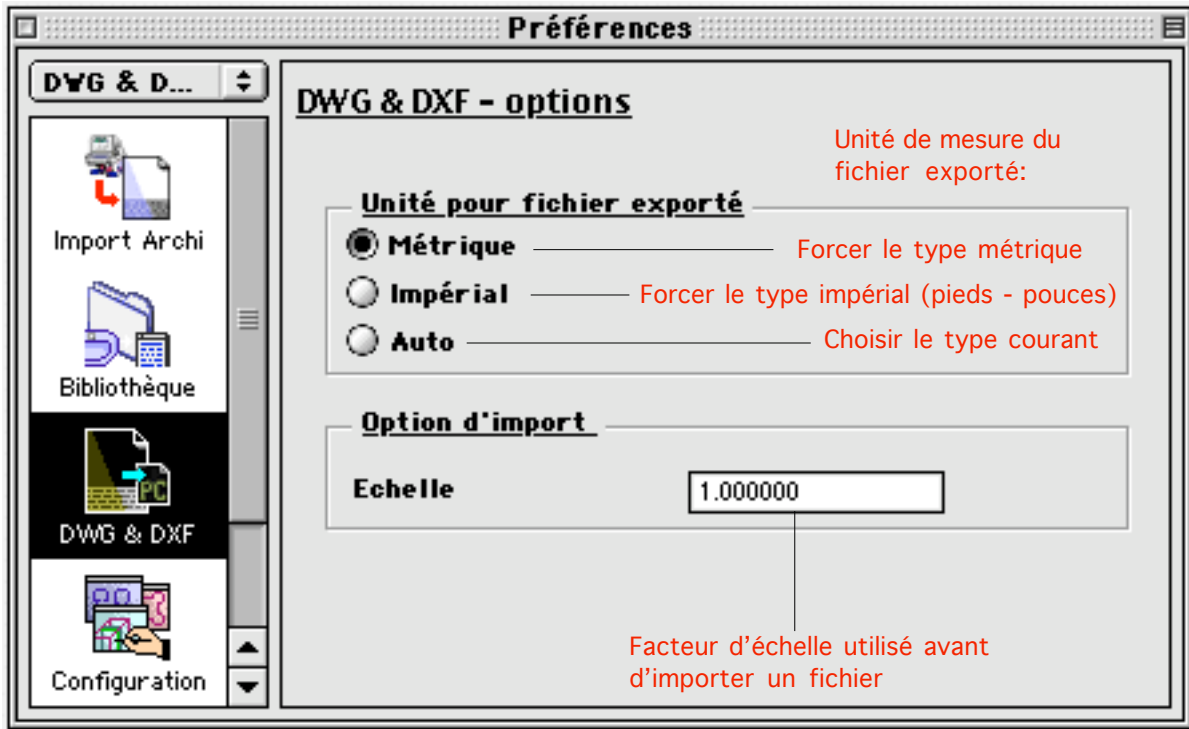 Préférences
DWG & D...
Import Archi
Bibliothèque
PC
DWG & DXF
Configuration
DWG & DXF - options
Unité de mesure du
fichier exporté:
Unité pour fichier exporté
Métrique
Forcer le type métrique
Impérial
Forcer le type impérial (pieds - pouces)
Auto
Choisir le type courant
Option d'import
Echelle
1.000000
Facteur d’échelle utilisé avant
d’importer un fichier